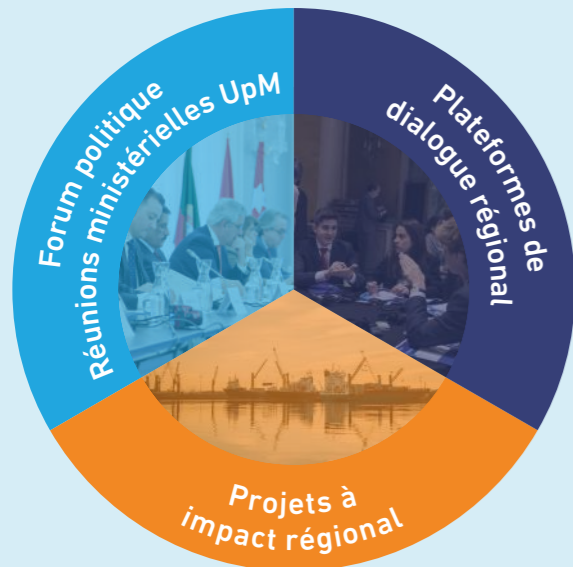 Forum politique
Réunions ministérielles UpM
Plateformes de
dialogue régional
Projets à
impact régional